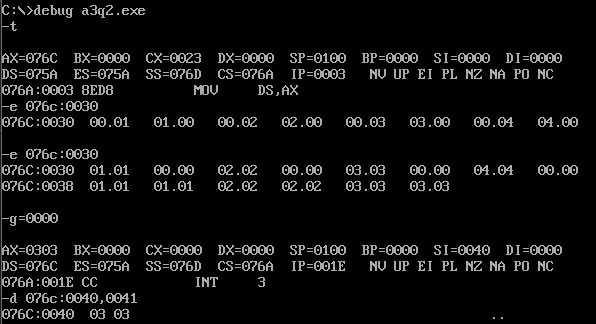 C:\>debug a3q2.exe
-t
AX=076C BX=0000 CX=0023 DX=0000 SP=0100 BP=0000 SI=0000 DI=0000
DS=075A ES=075A SS=076D CS=076A IP=0003 NV UP EI PL NZ NA PO NC
076A:0003 8ED8 MOV DS,AX
-e 076c:0030
076C:0030 00.01 01.00 00.02 02.00 00.03 03.00 00.04 04.00
-e 076c:0030
076C:0030 01.01 00.00 02.02 00.00 03.03 00.00 04.04 00.00
076C:0038 01.01 01.01 02.02 02.02 03.03 03.03
-g=0000
AX=0303 BX=0000 CX=0000 DX=0000 SP=0100 BP=0000 SI=0040 DI=0000
DS=076C ES=075A SS=076D CS=076A IP=001E NV UP EI PL NZ NA PO NC
076A:001E CC INT 3
-d 076c:0040,0041
076C:0040 03 03 ..